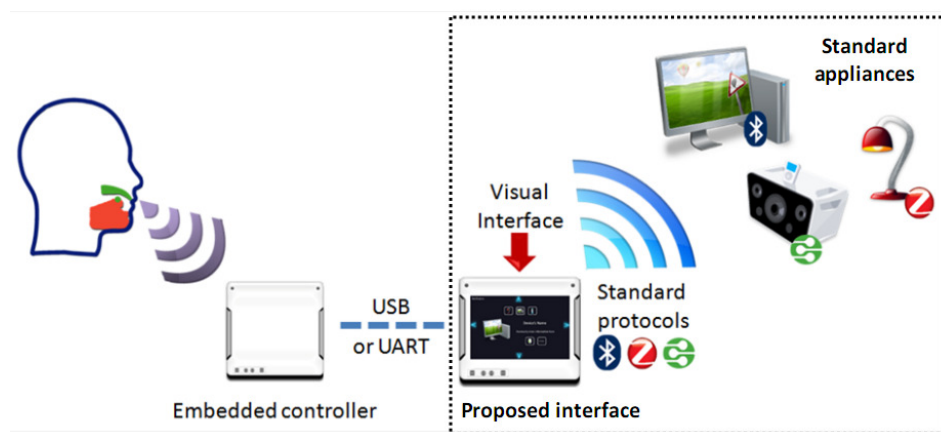 Standard
appliances
Visual
Interface
USB
or UART
Standard
protocols
Embedded controller
Proposed interface